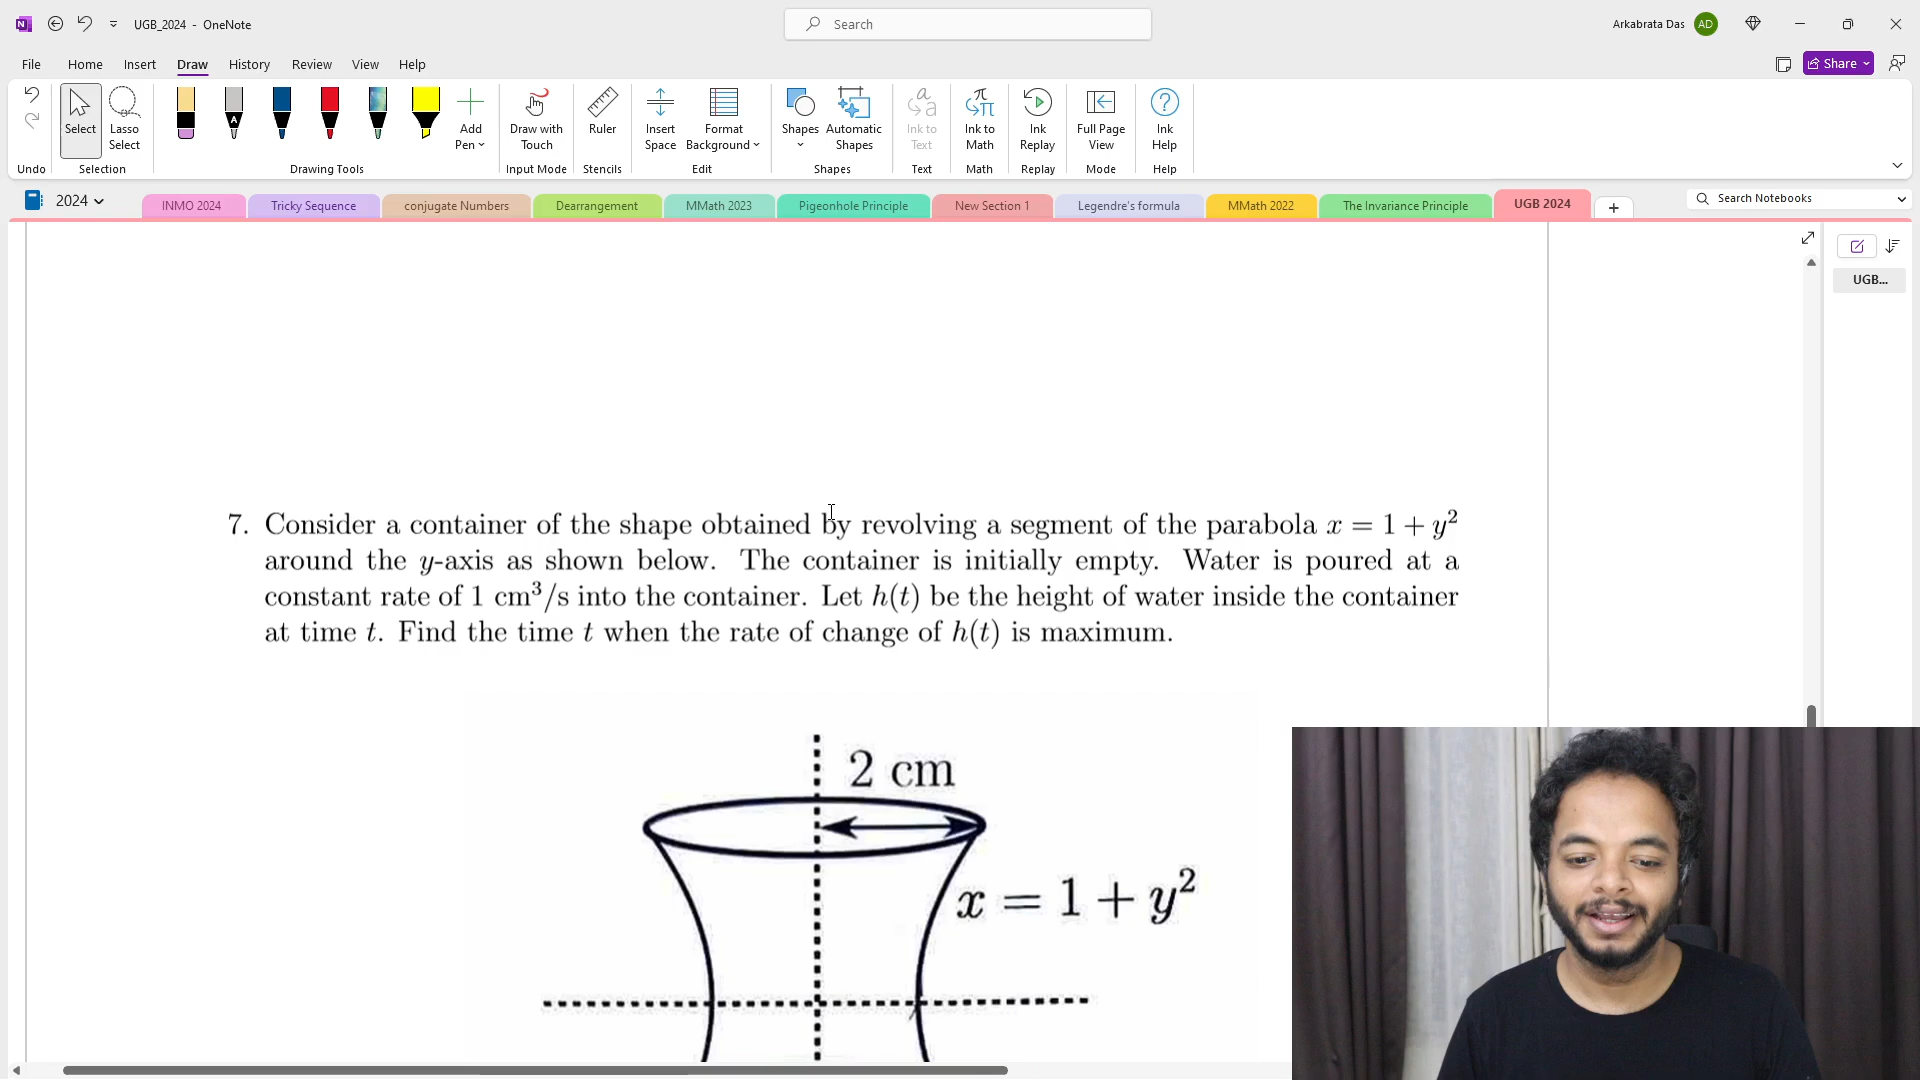 UGB_2024 - OneNote
Search
Arkabrata Das
AD
File
Home
Insert
Draw
History
Review
View
Help
Share
Undo
Select
Lasso
Select
Selection
A
Drawing Tools
Add
Pen
Draw with
Touch
Input Mode
Ruler
Stencils
Insert
Space
Format
Background
Edit
Shapes
Automatic
Shapes
Shapes
Ink to
Text
Text
Ink to
Math
Math
Ink
Replay
Replay
Full Page
View
Mode
Ink
Help
Help
2024
INMO 2024
Tricky Sequence
conjugate Numbers
Dearrangement
MMath 2023
Pigeonhole Principle
New Section 1
Legendre's formula
MMath 2022
The Invariance Principle
UGB 2024
Search Notebooks
UGB...
7. Consider a container of the shape obtained by revolving a segment of the parabola x = 1 + y²
around the y-axis as shown below. The container is initially empty. Water is poured at a
constant rate of 1 cm³/s into the container. Let h(t) be the height of water inside the container
at time t. Find the time t when the rate of change of h(t) is maximum.
2 cm
x = 1 + y²